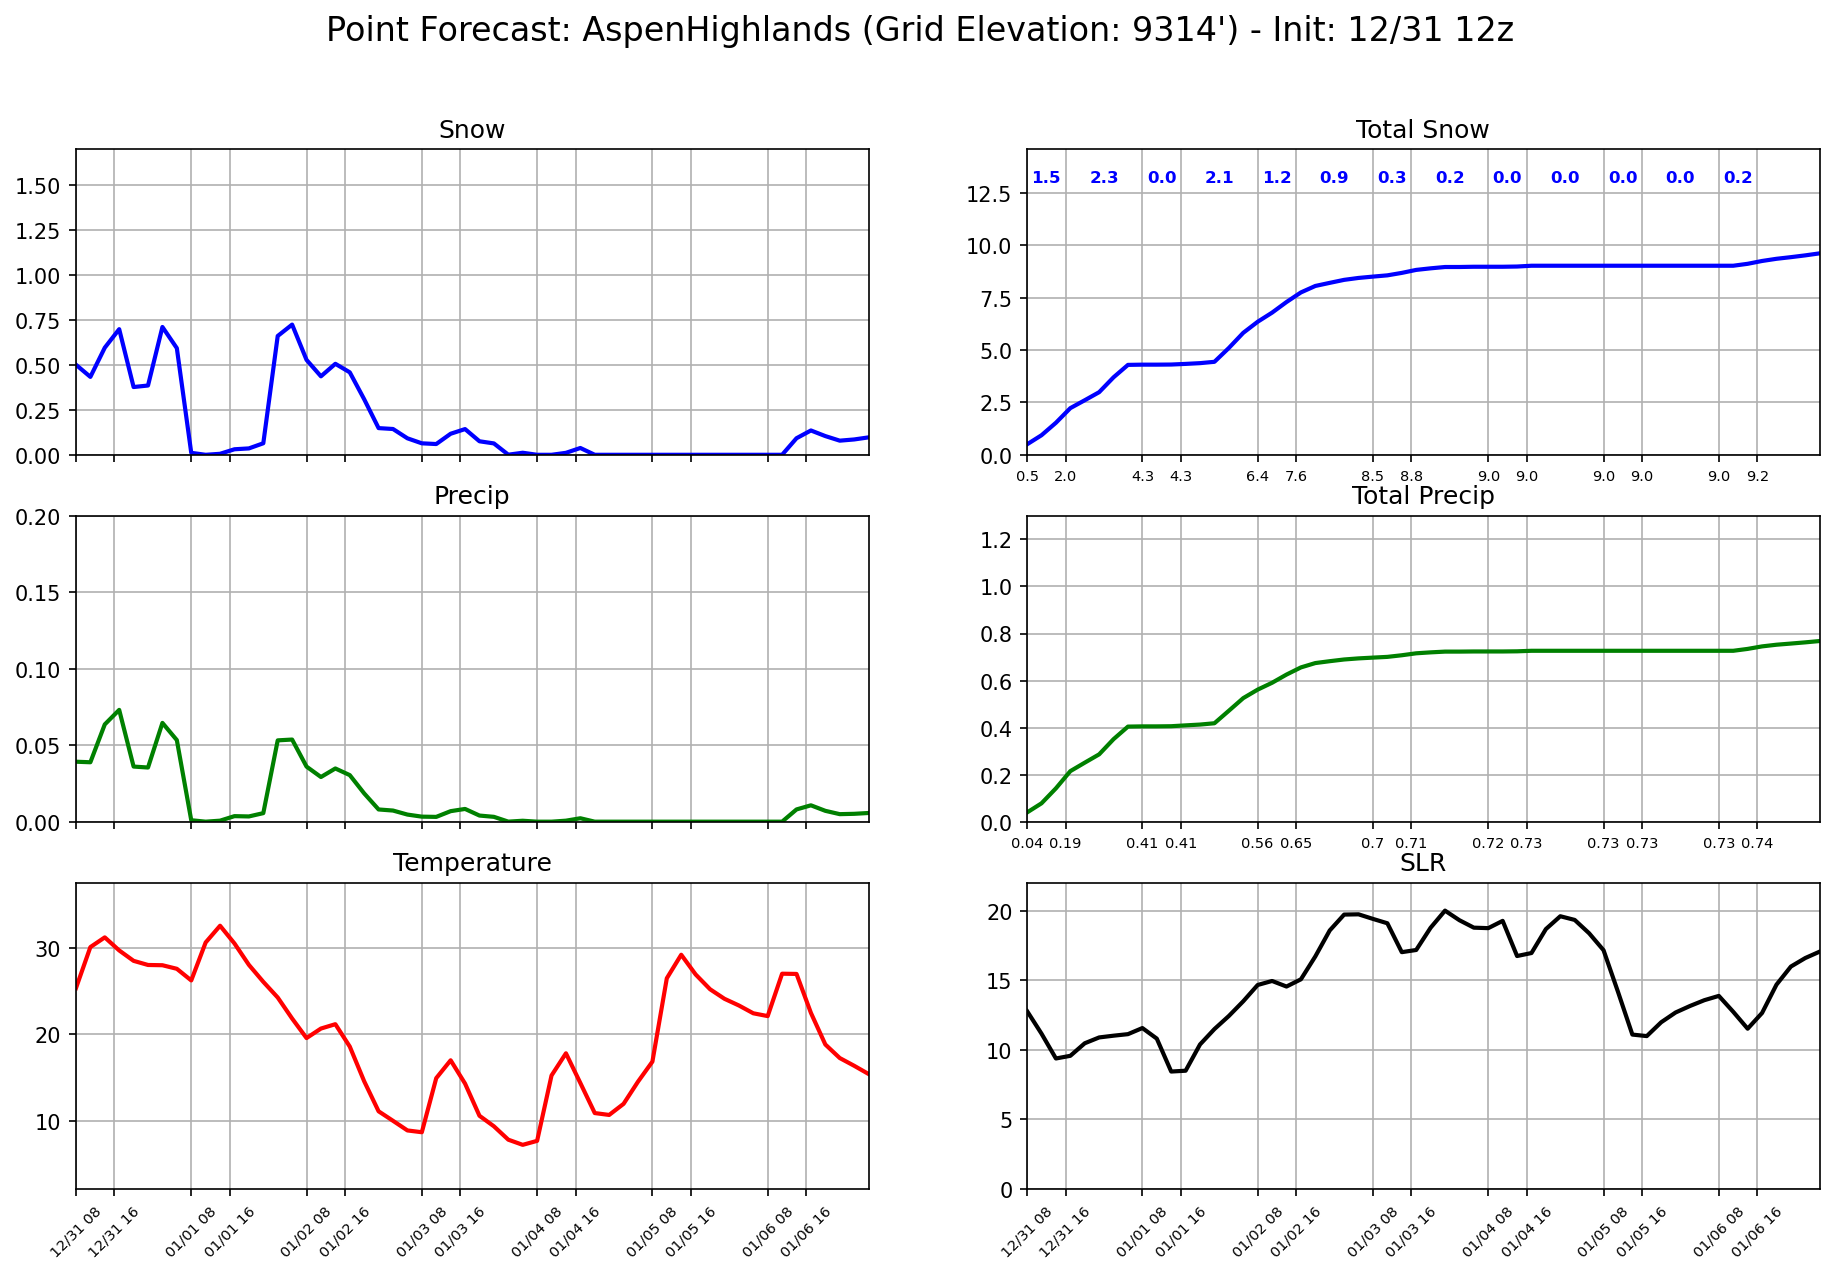 Point Forecast: AspenHighlands (Grid Elevation: 9314') - Init: 12/31 12z
Snow
1.50
1.25
1.00
0.75
0.50
0.25
0.00
Total Snow
1.5 2.3 0.0 2.1 1.2 0.9 0.3 0.2 0.0 0.0 0.0 0.0 0.2
12.5
10.0
7.5
5.0
2.5
0.0
0.5 2.0 4.3 4.3 6.4 7.6 8.5 8.8 9.0 9.0 9.0 9.0 9.0 9.2
Precip
0.20
0.15
0.10
0.05
0.00
Total Precip
1.2
1.0
0.8
0.6
0.4
0.2
0.0
0.04 0.19 0.41 0.41 0.56 0.65 0.7 0.71 0.72 0.73 0.73 0.73 0.73 0.74
Temperature
30
20
10
12/31 08 12/31 16 01/01 08 01/01 16 01/02 08 01/02 16 01/03 08 01/03 16 01/04 08 01/04 16 01/05 08 01/05 16 01/06 08 01/06 16
SLR
20
15
10
5
0
12/31 08 12/31 16 01/01 08 01/01 16 01/02 08 01/02 16 01/03 08 01/03 16 01/04 08 01/04 16 01/05 08 01/05 16 01/06 08 01/06 16